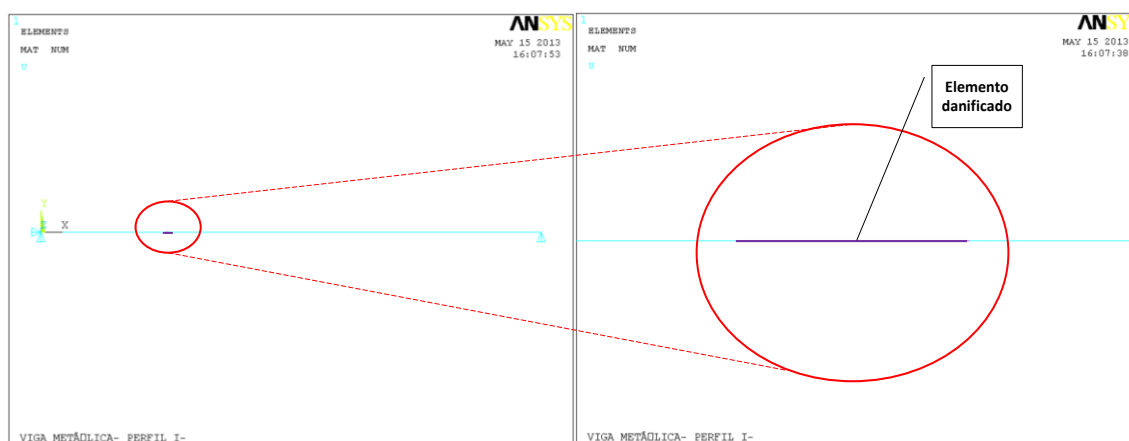 1
ELEMENTS
MAT NUM
U
ANSYS
MAY 15 2013
16:07:53
Y
Z X
VIGA METÁLICA- PERFIL I-
1
ELEMENTS
MAT NUM
U
ANSYS
MAY 15 2013
16:07:38
Elemento
danificado
VIGA METÁLICA- PERFIL I-